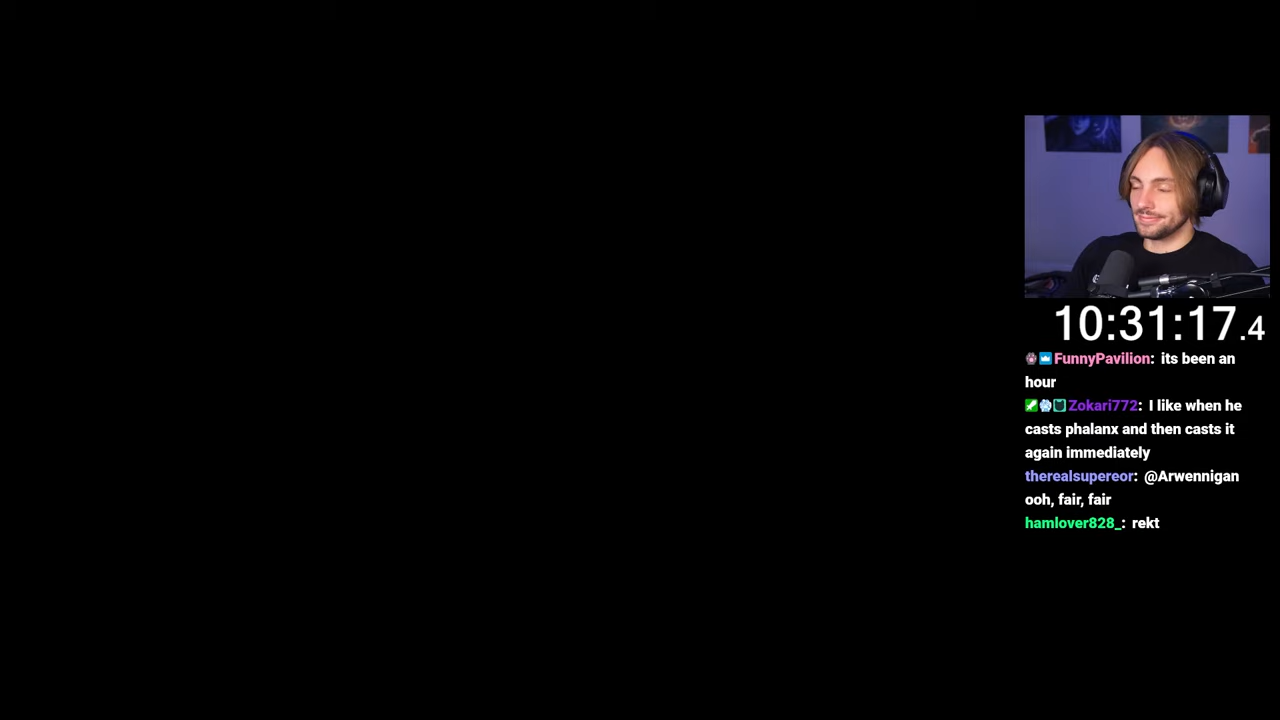 10:31:17.4
FunnyPavilion: its been an
hour
Zokari772: I like when he
casts phalanx and then casts it
again immediately
therealsupereor: @Arwennigan
ooh, fair, fair
hamlover828_: rekt